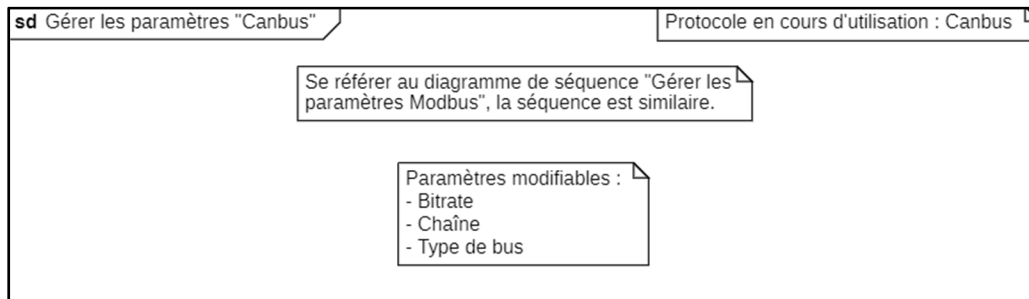 sd Gérer les paramètres "Canbus"
Protocole en cours d'utilisation : Canbus
Se référer au diagramme de séquence "Gérer les
paramètres Modbus", la séquence est similaire.
Paramètres modifiables :
- Bitrate
- Chaîne
- Type de bus